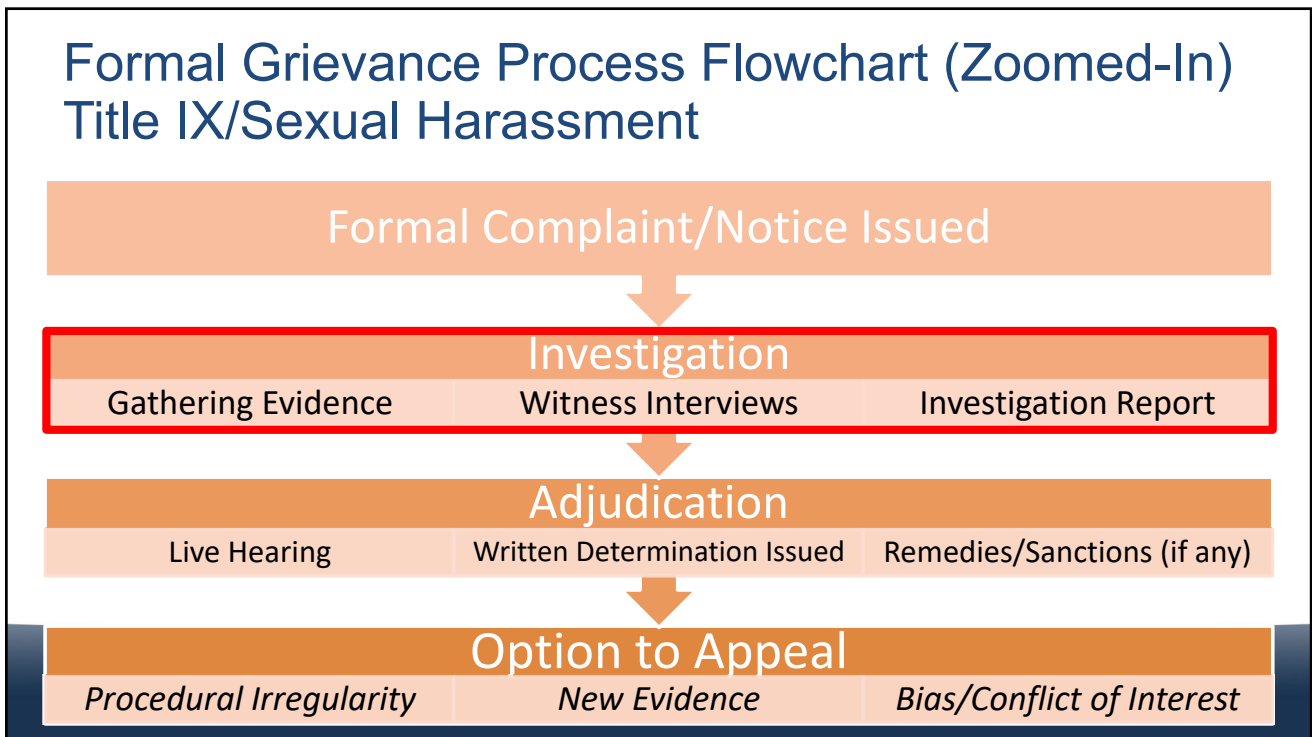 Formal Grievance Process Flowchart (Zoomed-In)
Title IX/Sexual Harassment
Formal Complaint/Notice Issued
Investigation
Gathering Evidence Witness Interviews Investigation Report
Adjudication
Live Hearing Written Determination Issued Remedies/Sanctions (if any)
Option to Appeal
Procedural Irregularity New Evidence Bias/Conflict of Interest